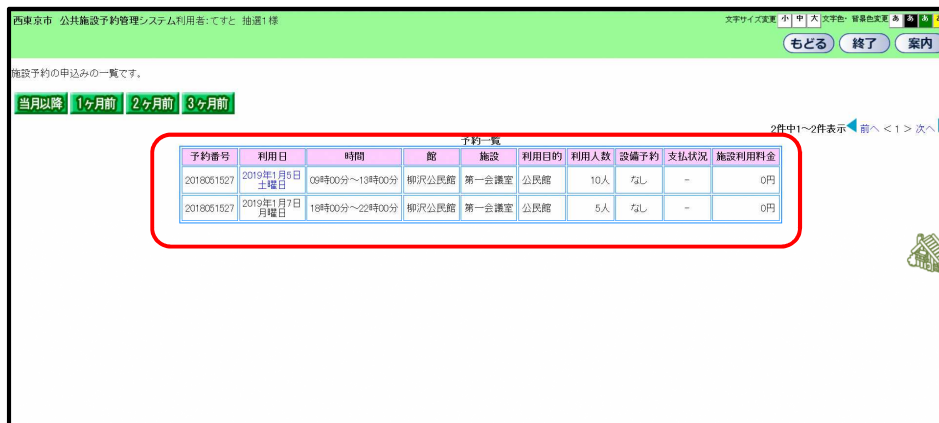 西東京市 公共施設予約管理システム利用者：てすと 抽選1様
文字サイズ変更 小 中 大 文字色・背景色変更 あ あ あ
もどる 終了 案内
施設予約の申込みの一覧です。
当月以降 1ヶ月前 2ヶ月前 3ヶ月前
2件中1～2件表示 前へ < 1 > 次へ
予約一覧
予約番号 利用日 時間 館 施設 利用目的 利用人数 設備予約 支払状況 施設利用料金
2018051527 2019年1月5日 土曜日 09時00分～13時00分 柳沢公民館 第一会議室 公民館 10人 なし － 0円
2018051527 2019年1月7日 月曜日 18時00分～22時00分 柳沢公民館 第一会議室 公民館 5人 なし － 0円